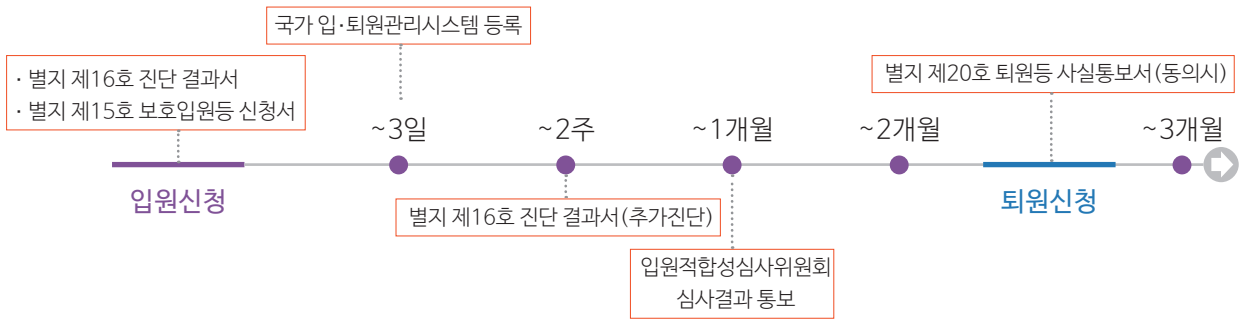 국가 입·퇴원관리시스템 등록
· 별지 제16호 진단 결과서
· 별지 제15호 보호입원등 신청서
별지 제20호 퇴원등 사실통보서(동의시)
~3일
~2주
~1개월
~2개월
~3개월
입원신청
퇴원신청
별지 제16호 진단 결과서(추가진단)
입원적합성심사위원회
심사결과 통보